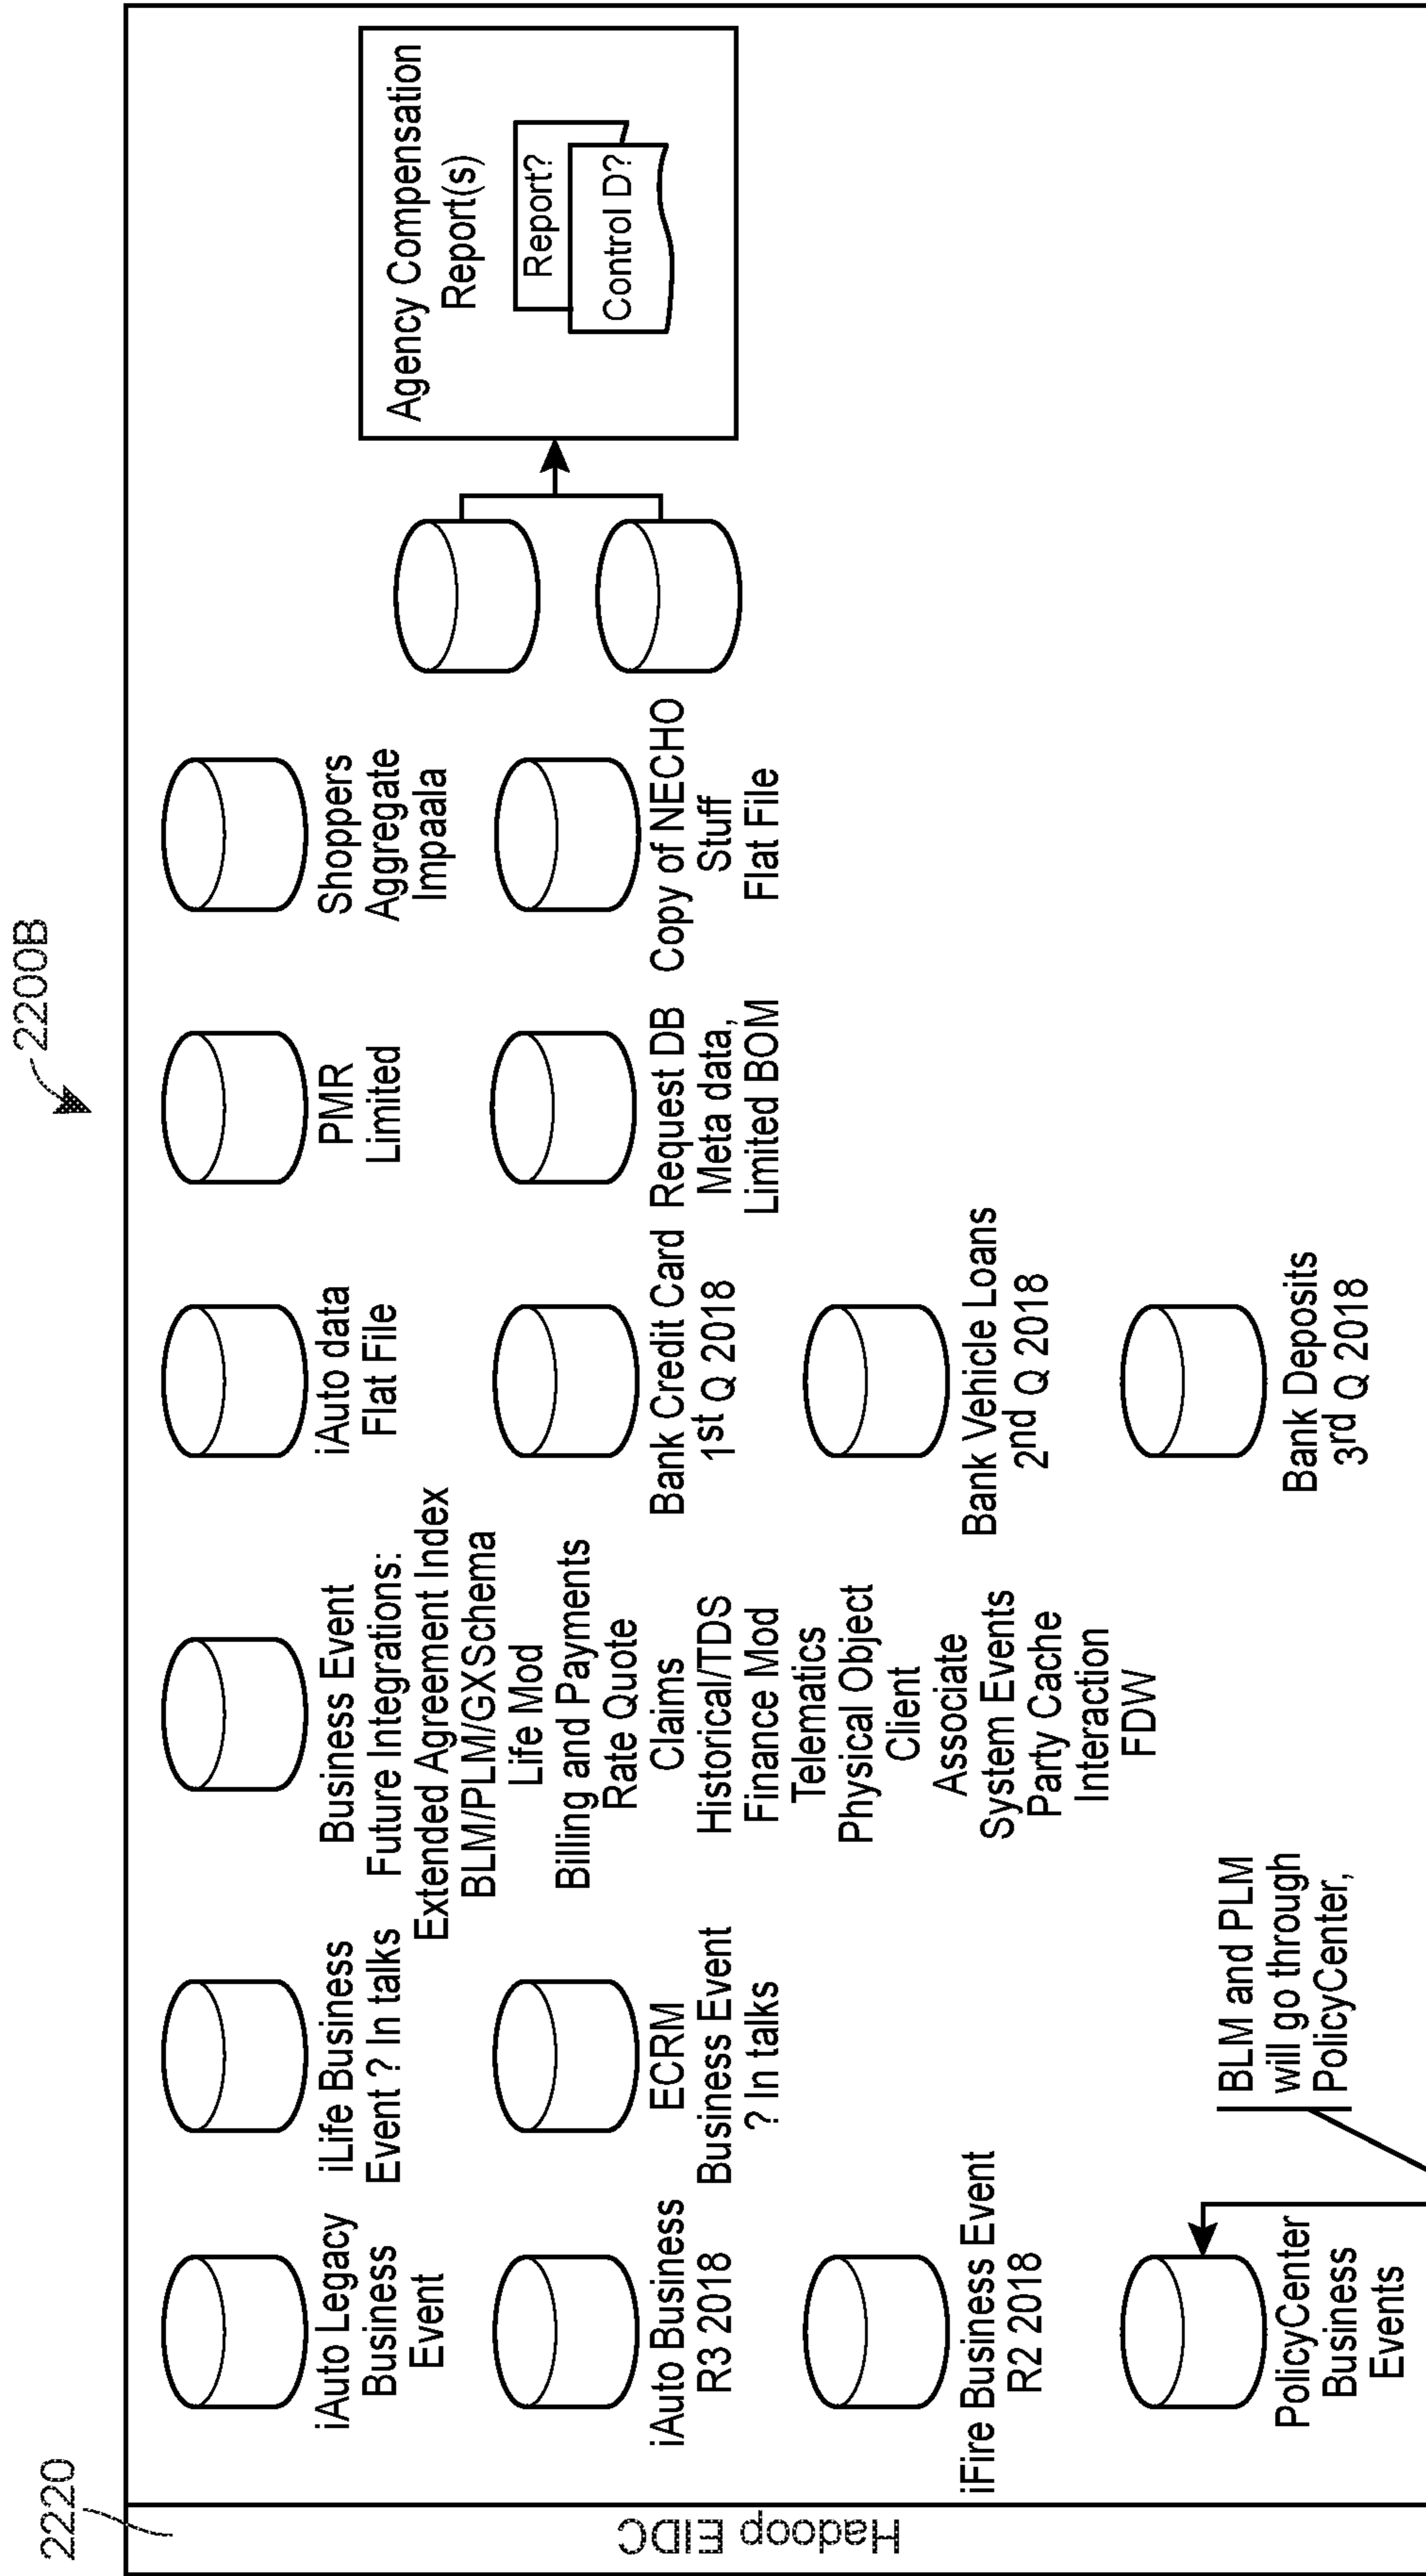 2200B
2220
Hadoop EIDC
iAuto Legacy
Business
Event
iLife Business
Event ? In talks
Business Event
Future Integrations:
Extended Agreement Index
BLM/PLM/GXSchema
Life Mod
Billing and Payments
Rate Quote
Claims
Historical/TDS
Finance Mod
Telematics
Physical Object
Client
Associate
System Events
Party Cache
Interaction
FDW
iAuto data
Flat File
PMR
Limited
Shoppers
Aggregate
Impaala
Agency Compensation
Report(s)
Report?
Control D?
iAuto Business
R3 2018
ECRM
Business Event
? In talks
Bank Credit Card
1st Q 2018
Request DB
Meta data,
Limited BOM
Copy of NECHO
Stuff
Flat File
iFire Business Event
R2 2018
Bank Vehicle Loans
2nd Q 2018
PolicyCenter
Business
Events
BLM and PLM
will go through
PolicyCenter,
Bank Deposits
3rd Q 2018